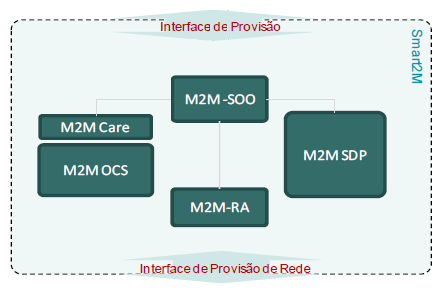 Interface de Provisão
Smart2M
M2M -SOO
M2M Care
M2M OCS
M2M SDP
M2M-RA
Interface de Provisão de Rede